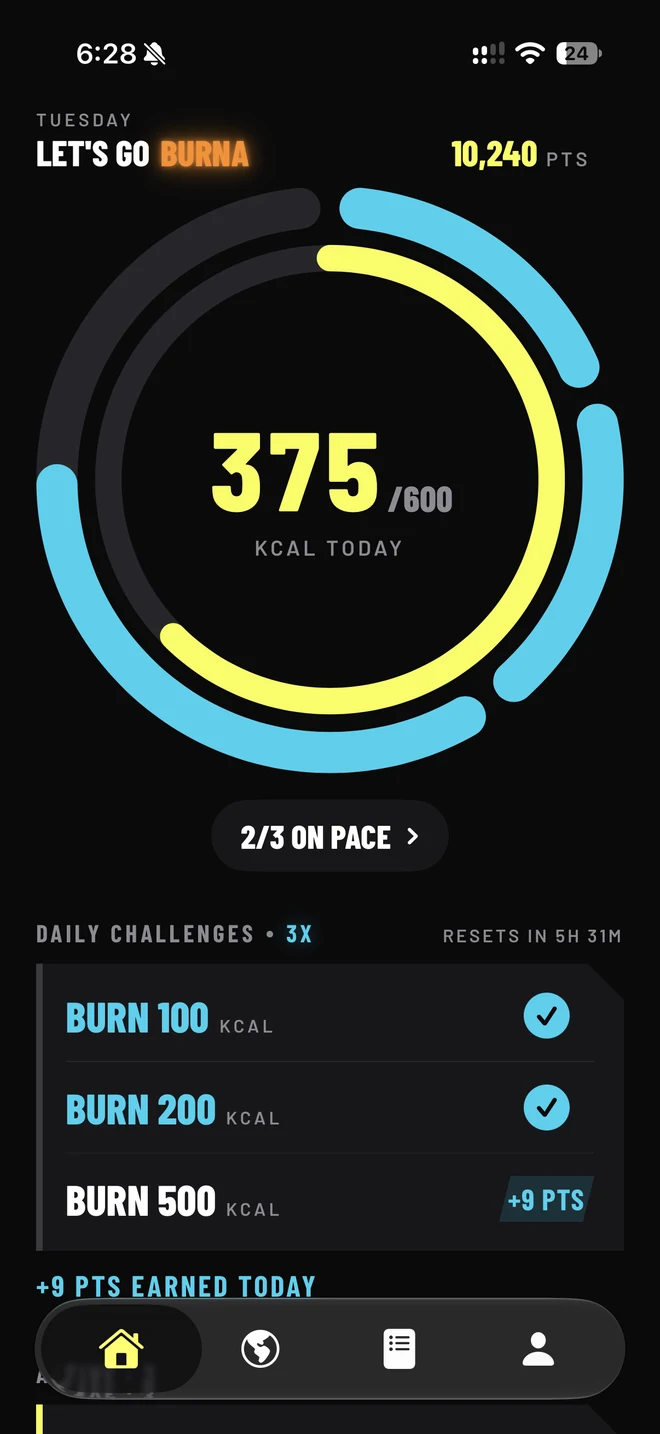 6:28
24
TUESDAY
LET'S GO BURNA
10,240 PTS
375 /600
KCAL TODAY
2/3 ON PACE
DAILY CHALLENGES • 3X
RESETS IN 5H 31M
BURN 100 KCAL
BURN 200 KCAL
BURN 500 KCAL
+9 PTS
+9 PTS EARNED TODAY